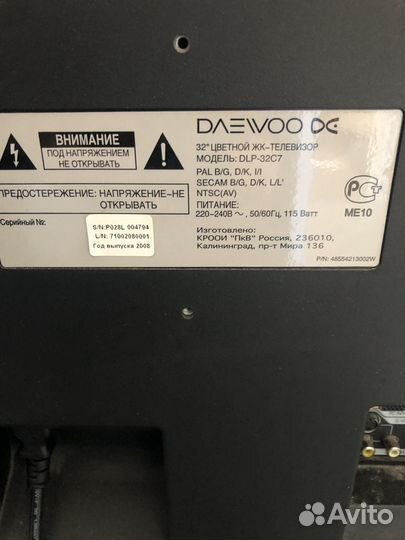 ВНИМАНИЕ
ПОД НАПРЯЖЕНИЕМ
НЕ ОТКРЫВАТЬ
ПРЕДОСТЕРЕЖЕНИЕ: НАПРЯЖЕНИЕ-НЕ
ОТКРЫВАТЬ
Серийный №:
S/N:P028L 004794
L/N: 71002080001
Год выпуска 2008
DAEWOO DE
32" ЦВЕТНОЙ ЖК-ТЕЛЕВИЗОР
МОДЕЛЬ: DLP-32C7
PAL B/G, D/K, I/I
SECAM B/G, D/K, L/L'
NTSC(AV)
ПИТАНИЕ:
220-240В ~, 50/60Гц, 115 Ватт
Изготовлено:
КРООИ "ПкВ" Россия, 236010,
Калининград, пр-т Мира 136
РСт
ME10
P/N: 48554213002W
Avito